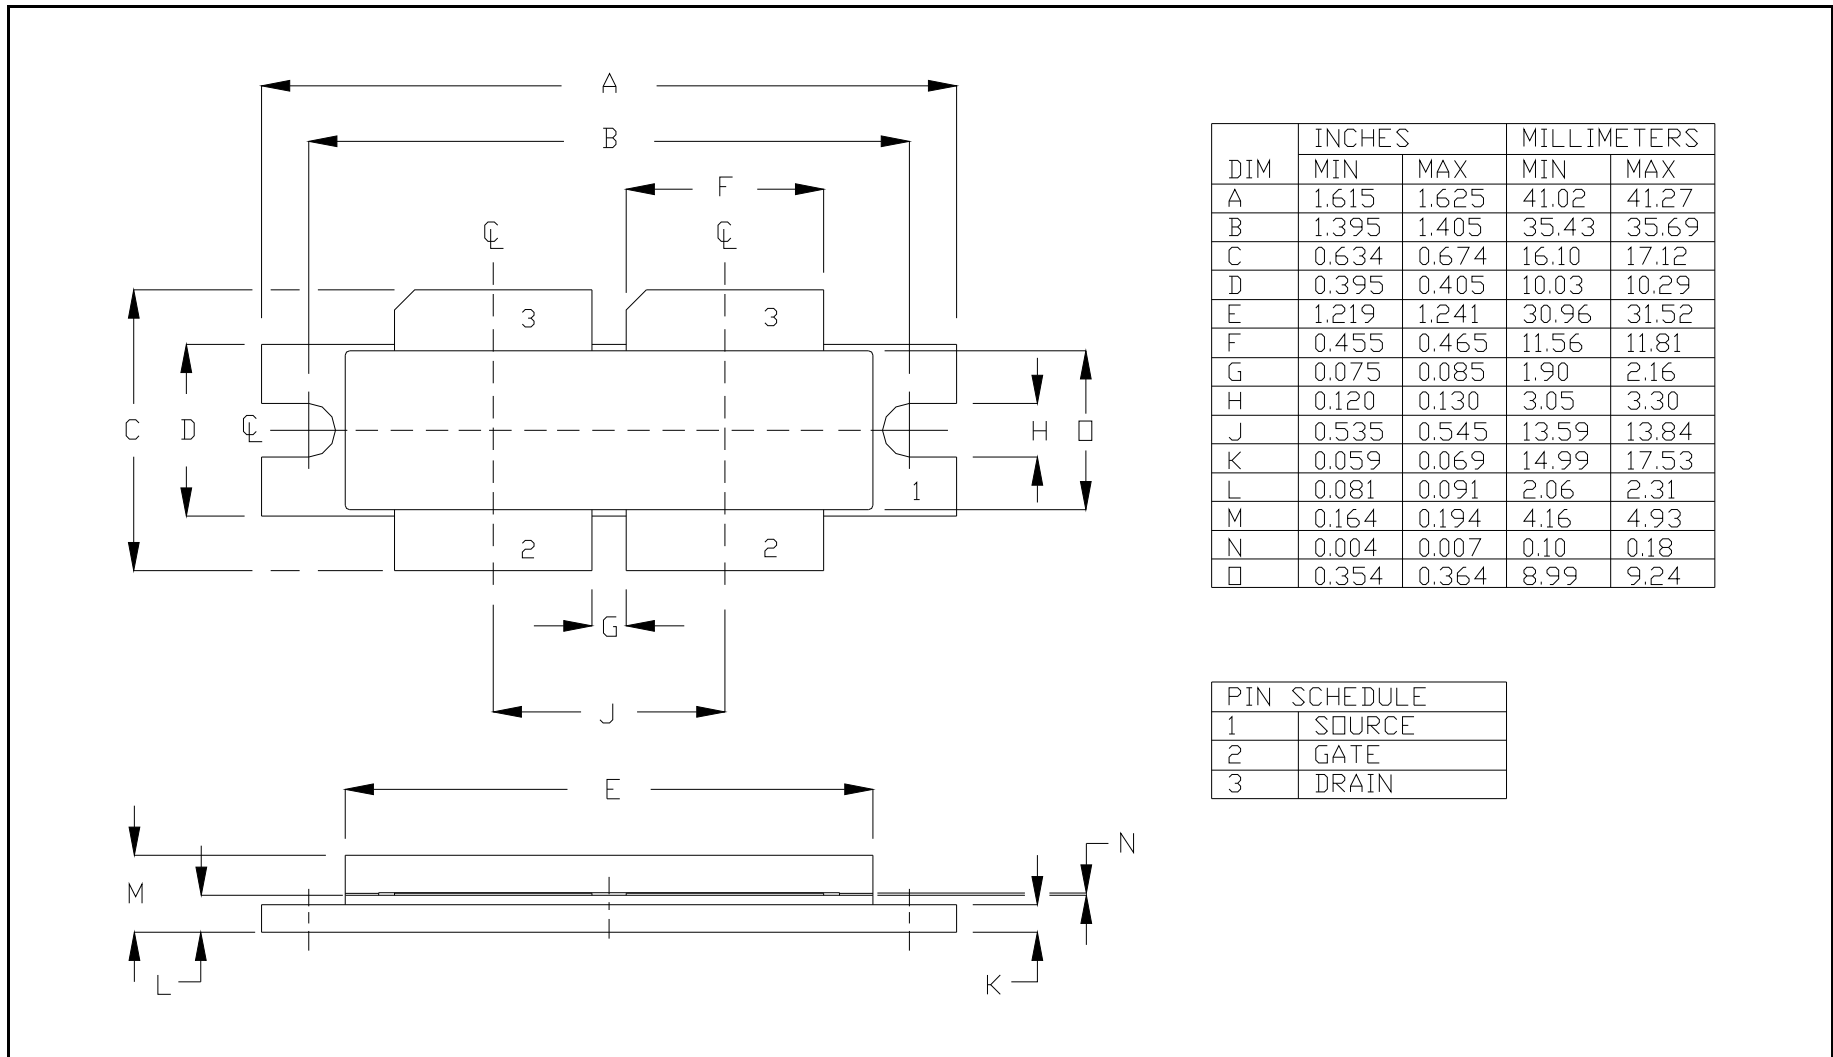 A
B
F
℄ ℄
3 3
C D ℄ H O
1
2 2
G
J
E
M N
L K
INCHES MILLIMETERS
DIM MIN MAX MIN MAX
A 1.615 1.625 41.02 41.27
B 1.395 1.405 35.43 35.69
C 0.634 0.674 16.10 17.12
D 0.395 0.405 10.03 10.29
E 1.219 1.241 30.96 31.52
F 0.455 0.465 11.56 11.81
G 0.075 0.085 1.90 2.16
H 0.120 0.130 3.05 3.30
J 0.535 0.545 13.59 13.84
K 0.059 0.069 14.99 17.53
L 0.081 0.091 2.06 2.31
M 0.164 0.194 4.16 4.93
N 0.004 0.007 0.10 0.18
O 0.354 0.364 8.99 9.24
PIN SCHEDULE
1 SOURCE
2 GATE
3 DRAIN